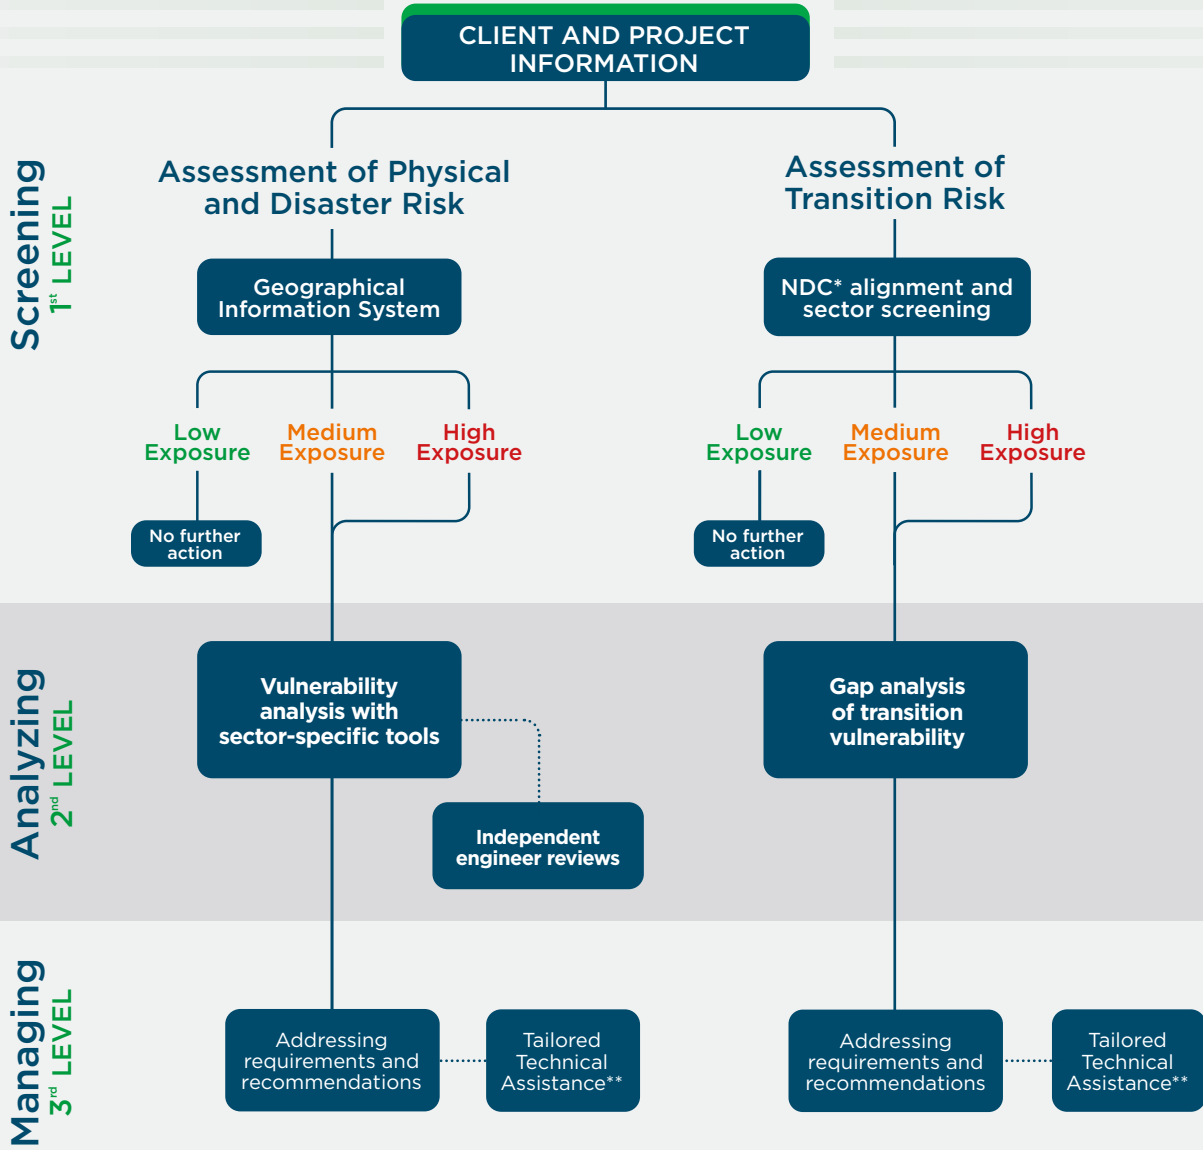 CLIENT AND PROJECT
INFORMATION
Screening
1st LEVEL
Assessment of Physical
and Disaster Risk
Assessment of
Transition Risk
Geographical
Information System
NDC* alignment and
sector screening
Low
Exposure
Medium
Exposure
High
Exposure
Low
Exposure
Medium
Exposure
High
Exposure
No further
action
No further
action
Analyzing
2nd LEVEL
Vulnerability
analysis with
sector-specific tools
Gap analysis
of transition
vulnerability
Independent
engineer reviews
Managing
3rd LEVEL
Addressing
requirements and
recommendations
Tailored
Technical
Assistance**
Addressing
requirements and
recommendations
Tailored
Technical
Assistance**